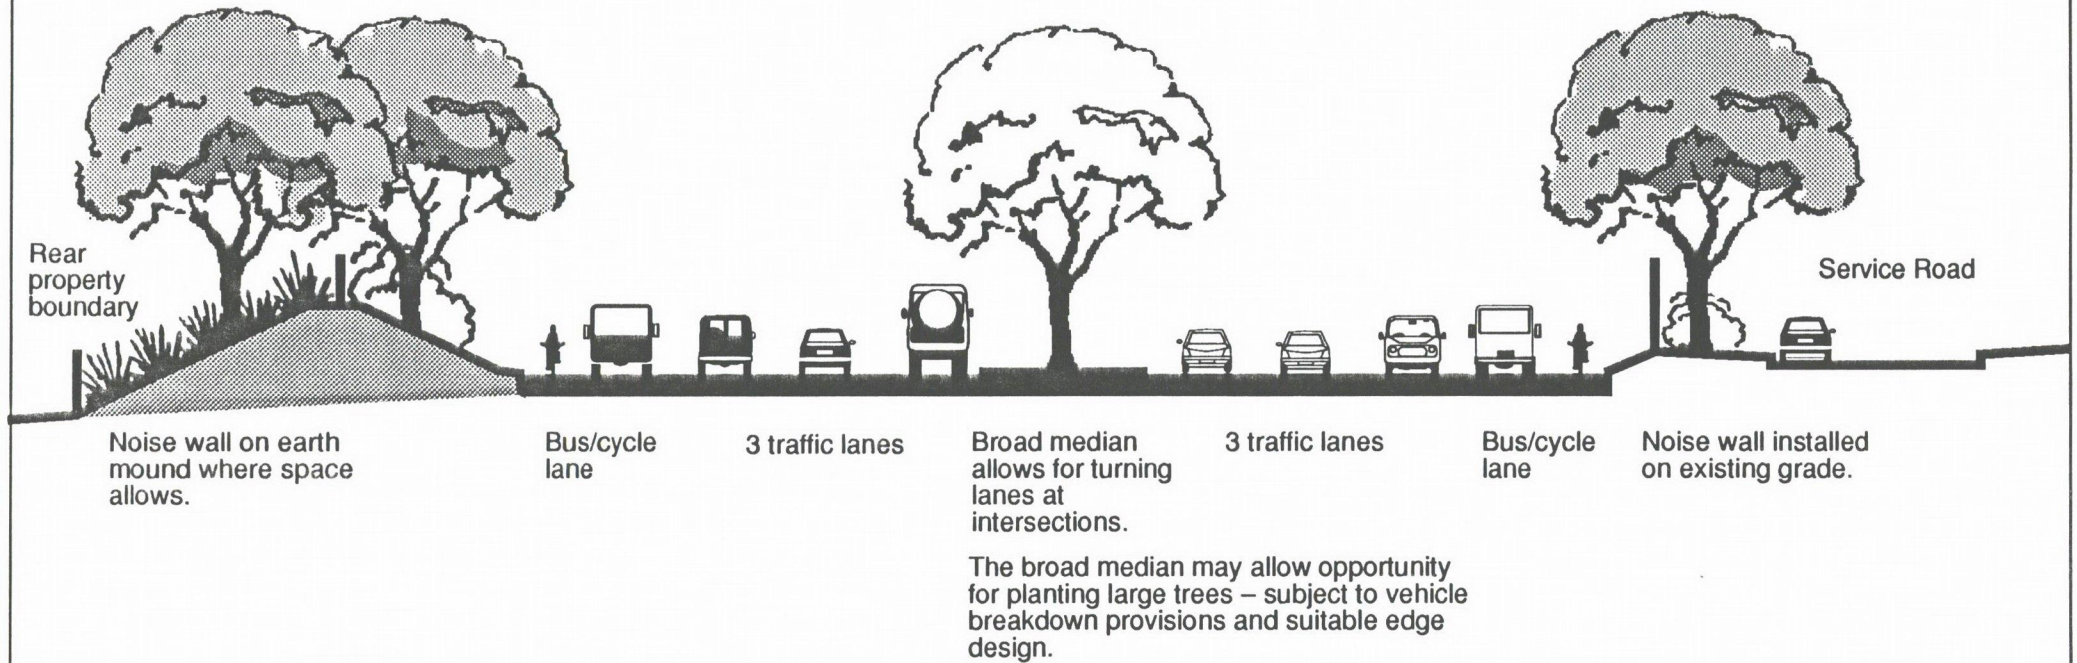 Rear
property
boundary
Service Road
Noise wall on earth
mound where space
allows.
Bus/cycle
lane
3 traffic lanes
Broad median
allows for turning
lanes at
intersections.
The broad median may allow opportunity
for planting large trees – subject to vehicle
breakdown provisions and suitable edge
design.
3 traffic lanes
Bus/cycle
lane
Noise wall installed
on existing grade.